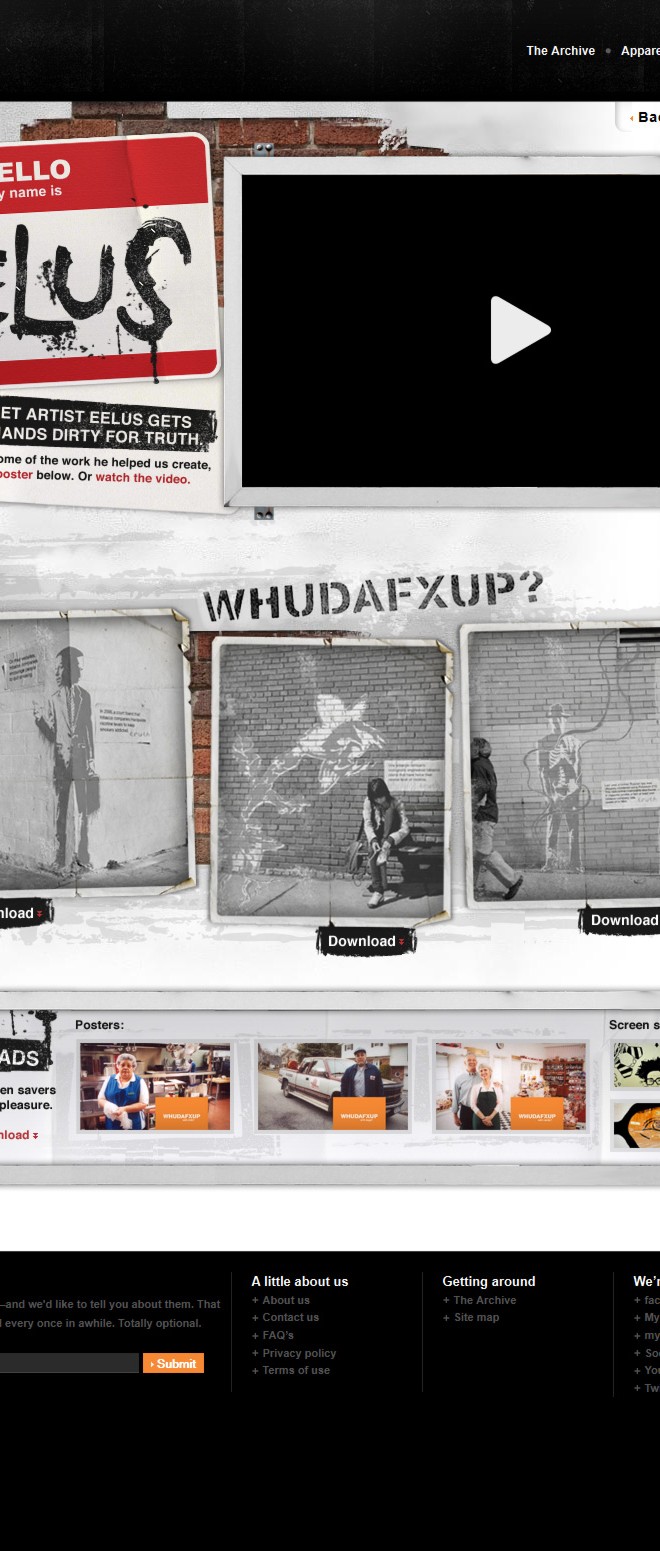 The Archive • Appare
‹ Bac
ELLO
y name is
ELUS
ET ARTIST EELUS GETS
ANDS DIRTY FOR TRUTH.
ome of the work he helped us create,
poster below. Or watch the video.
WHUDAFXUP?
nload
Download
Download
Posters:
Screen s
ADS
en savers
pleasure.
nload
WHUDAFXUP
WHUDAFXUP
WHUDAFXUP
—and we'd like to tell you about them. That
l every once in awhile. Totally optional.
› Submit
A little about us
+ About us
+ Contact us
+ FAQ's
+ Privacy policy
+ Terms of use
Getting around
+ The Archive
+ Site map
We'r
+ fac
+ My
+ my
+ Soc
+ You
+ Twi